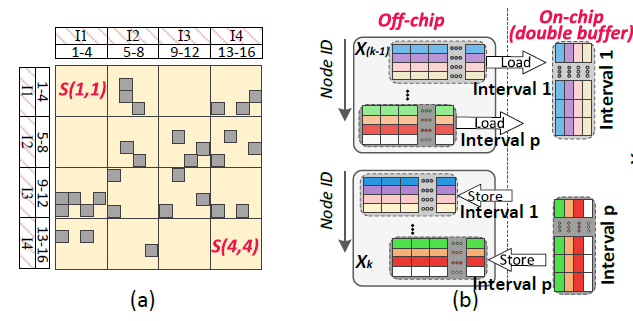 I1 I2 I3 I4
1-4 5-8 9-12 13-16
I1 1-4
I2 5-8
I3 9-12
I4 13-16
S(1,1)
S(4,4)
(a)
Off-chip
On-chip
(double buffer)
Node ID
X(k-1)
Load
Interval 1
Load
Interval p
Interval 1
Node ID
Store
Interval 1
Xk
Store
Interval p
Interval p
(b)